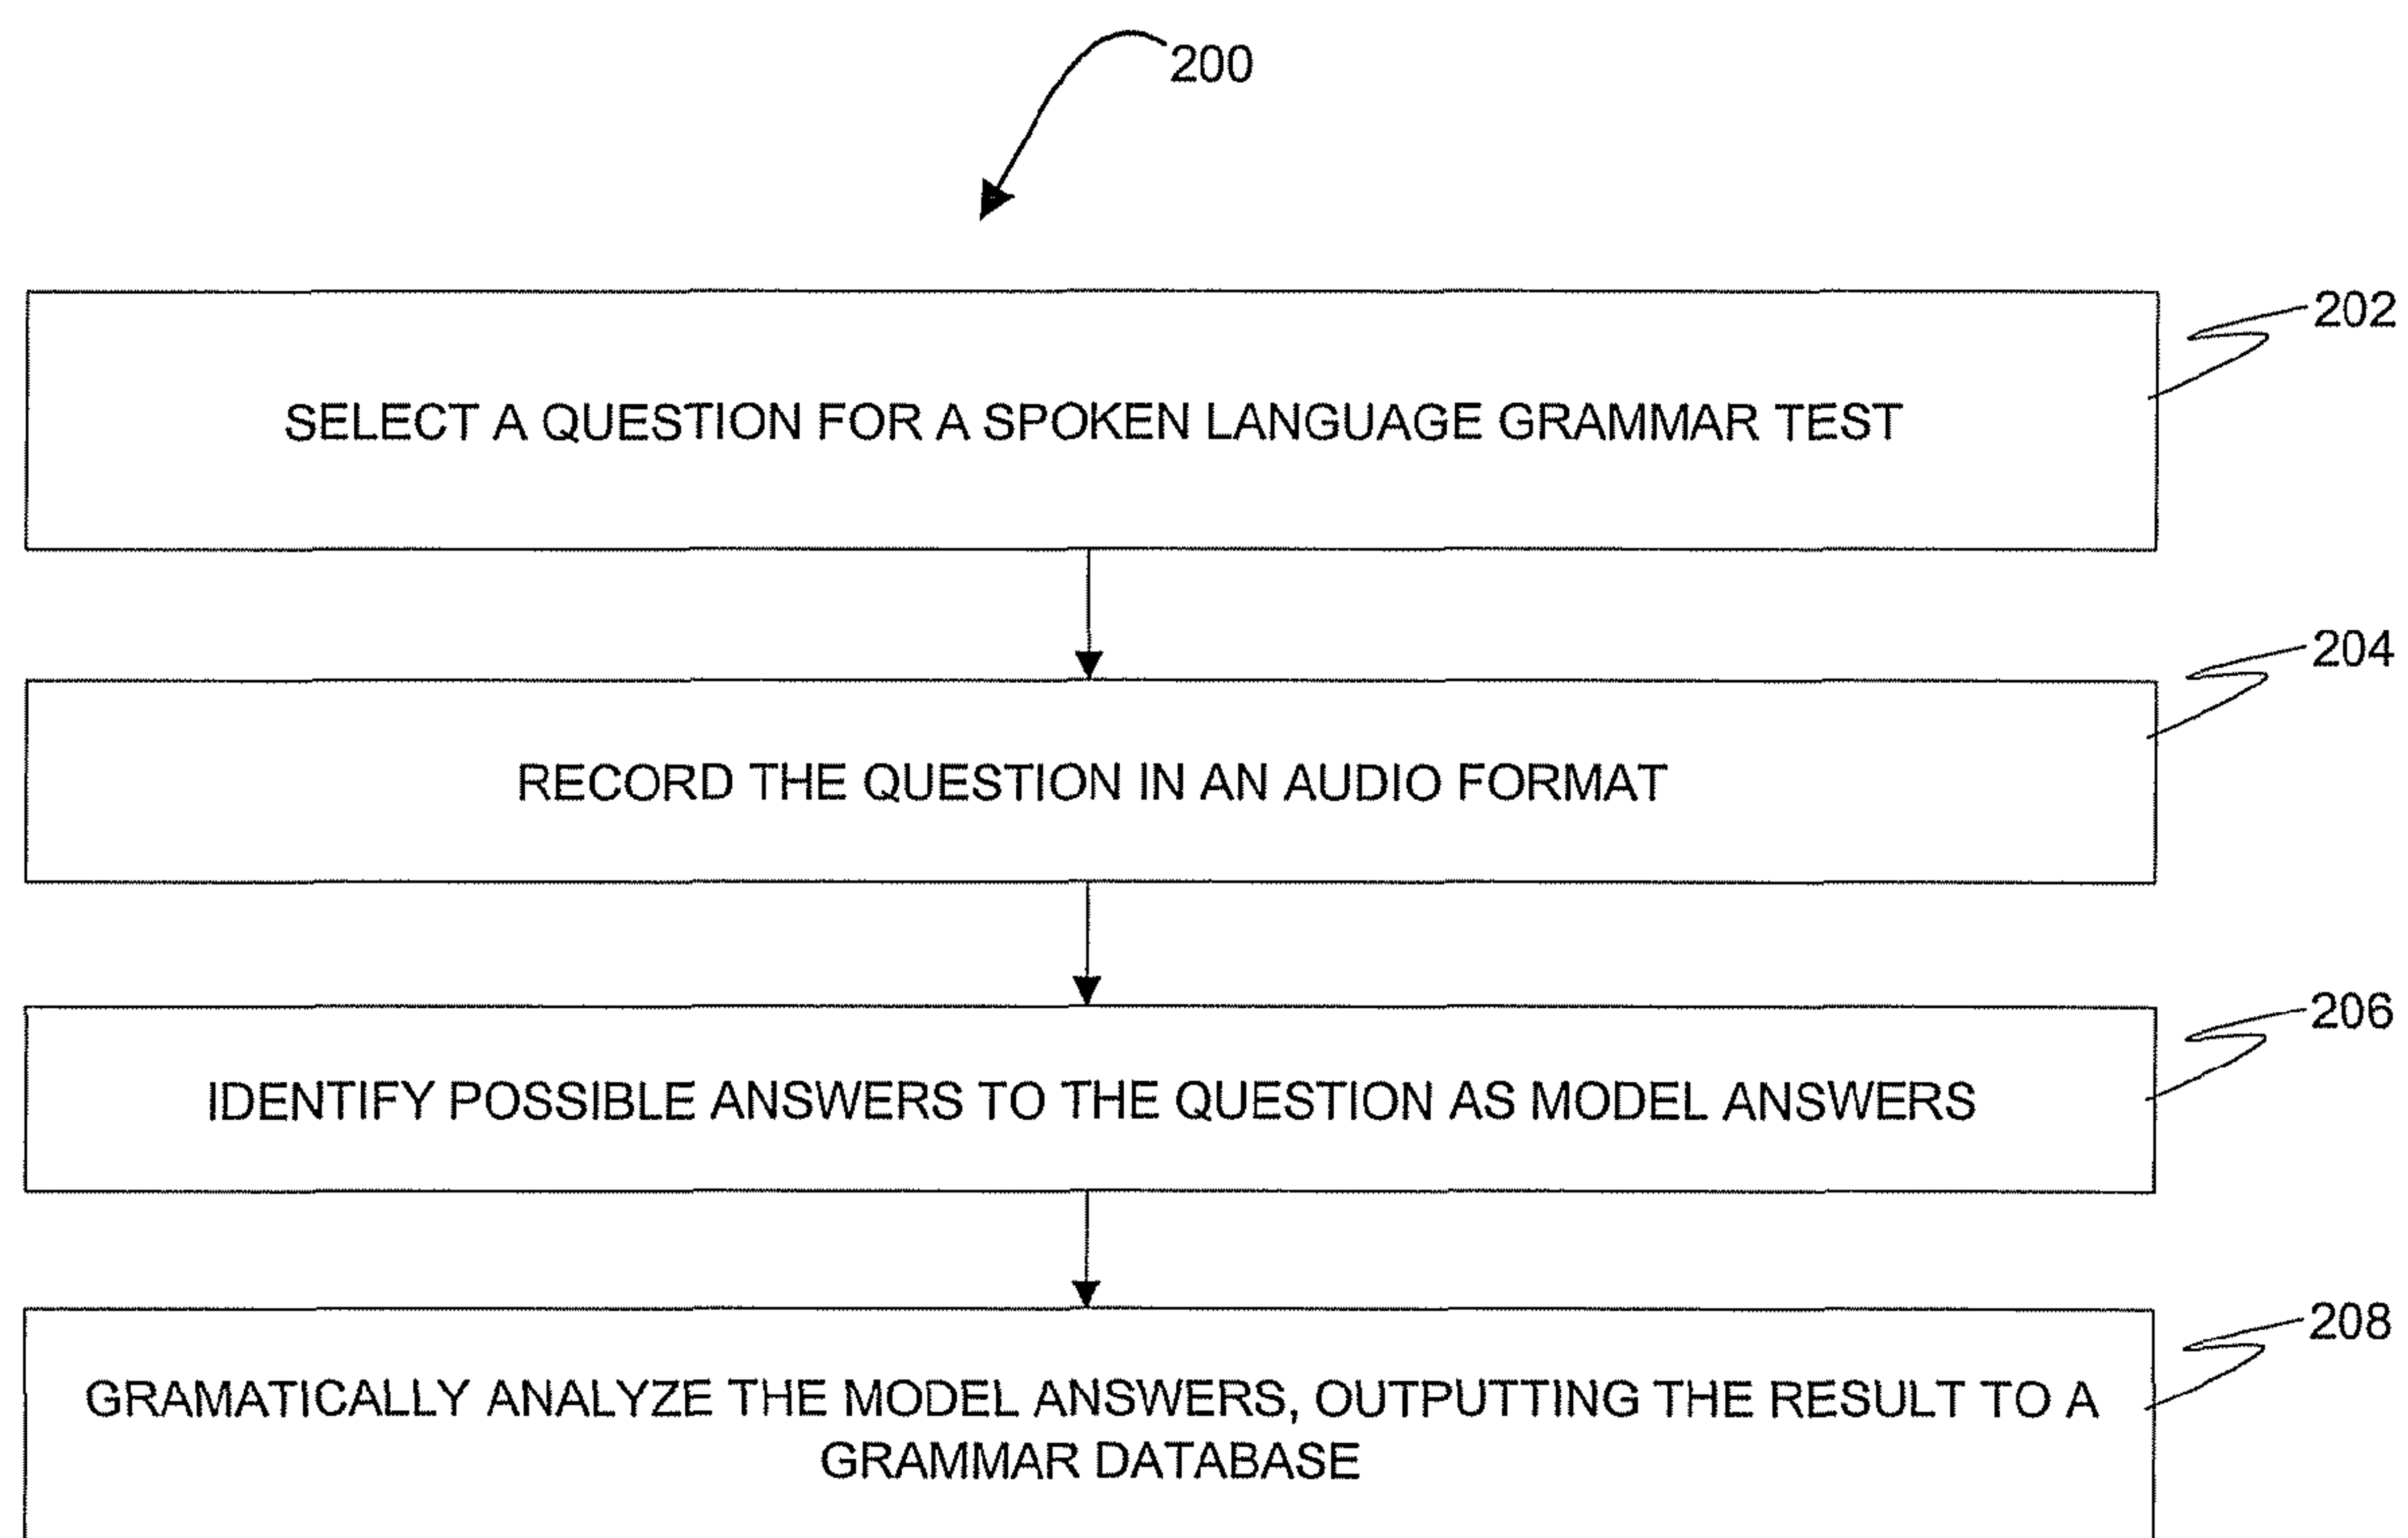 200
202
SELECT A QUESTION FOR A SPOKEN LANGUAGE GRAMMAR TEST
204
RECORD THE QUESTION IN AN AUDIO FORMAT
206
IDENTIFY POSSIBLE ANSWERS TO THE QUESTION AS MODEL ANSWERS
208
GRAMATICALLY ANALYZE THE MODEL ANSWERS, OUTPUTTING THE RESULT TO A
GRAMMAR DATABASE